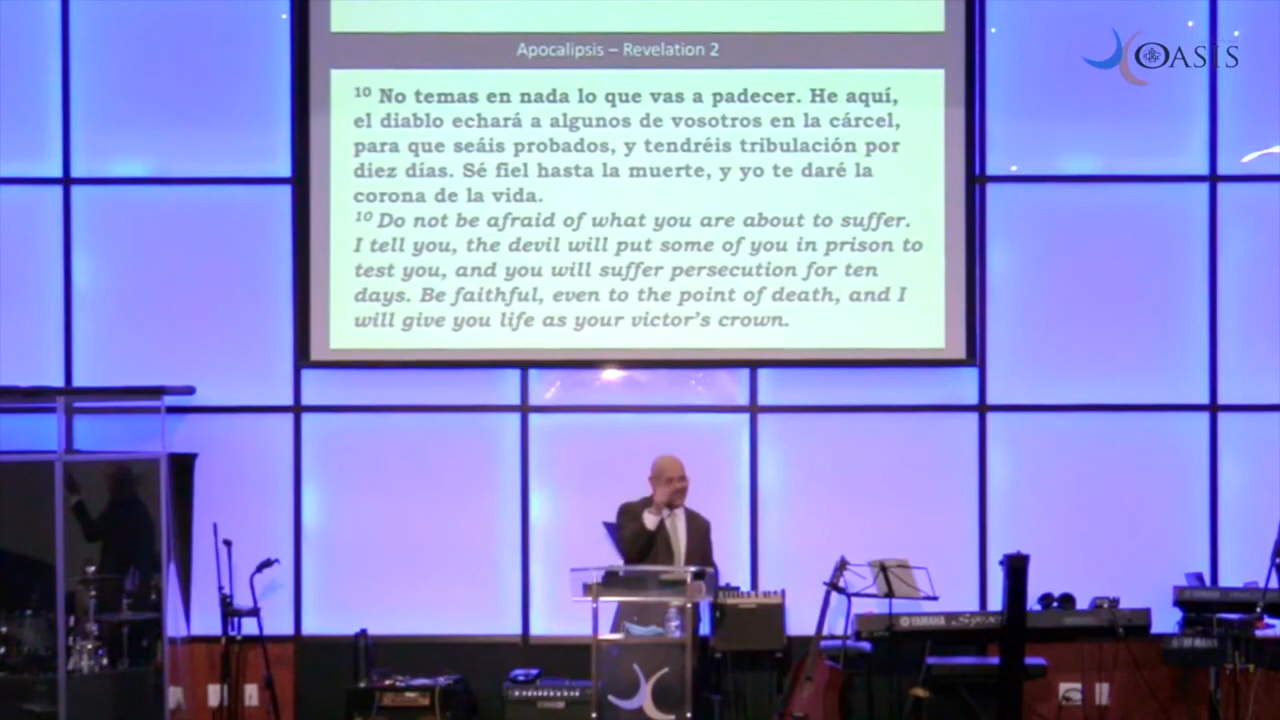 OASIS
Apocalipsis – Revelation 2
10 No temas en nada lo que vas a padecer. He aquí,
el diablo echará a algunos de vosotros en la cárcel,
para que seáis probados, y tendréis tribulación por
diez días. Sé fiel hasta la muerte, y yo te daré la
corona de la vida.
10 Do not be afraid of what you are about to suffer.
I tell you, the devil will put some of you in prison to
test you, and you will suffer persecution for ten
days. Be faithful, even to the point of death, and I
will give you life as your victor's crown.
YAMAHA
YAMAHA